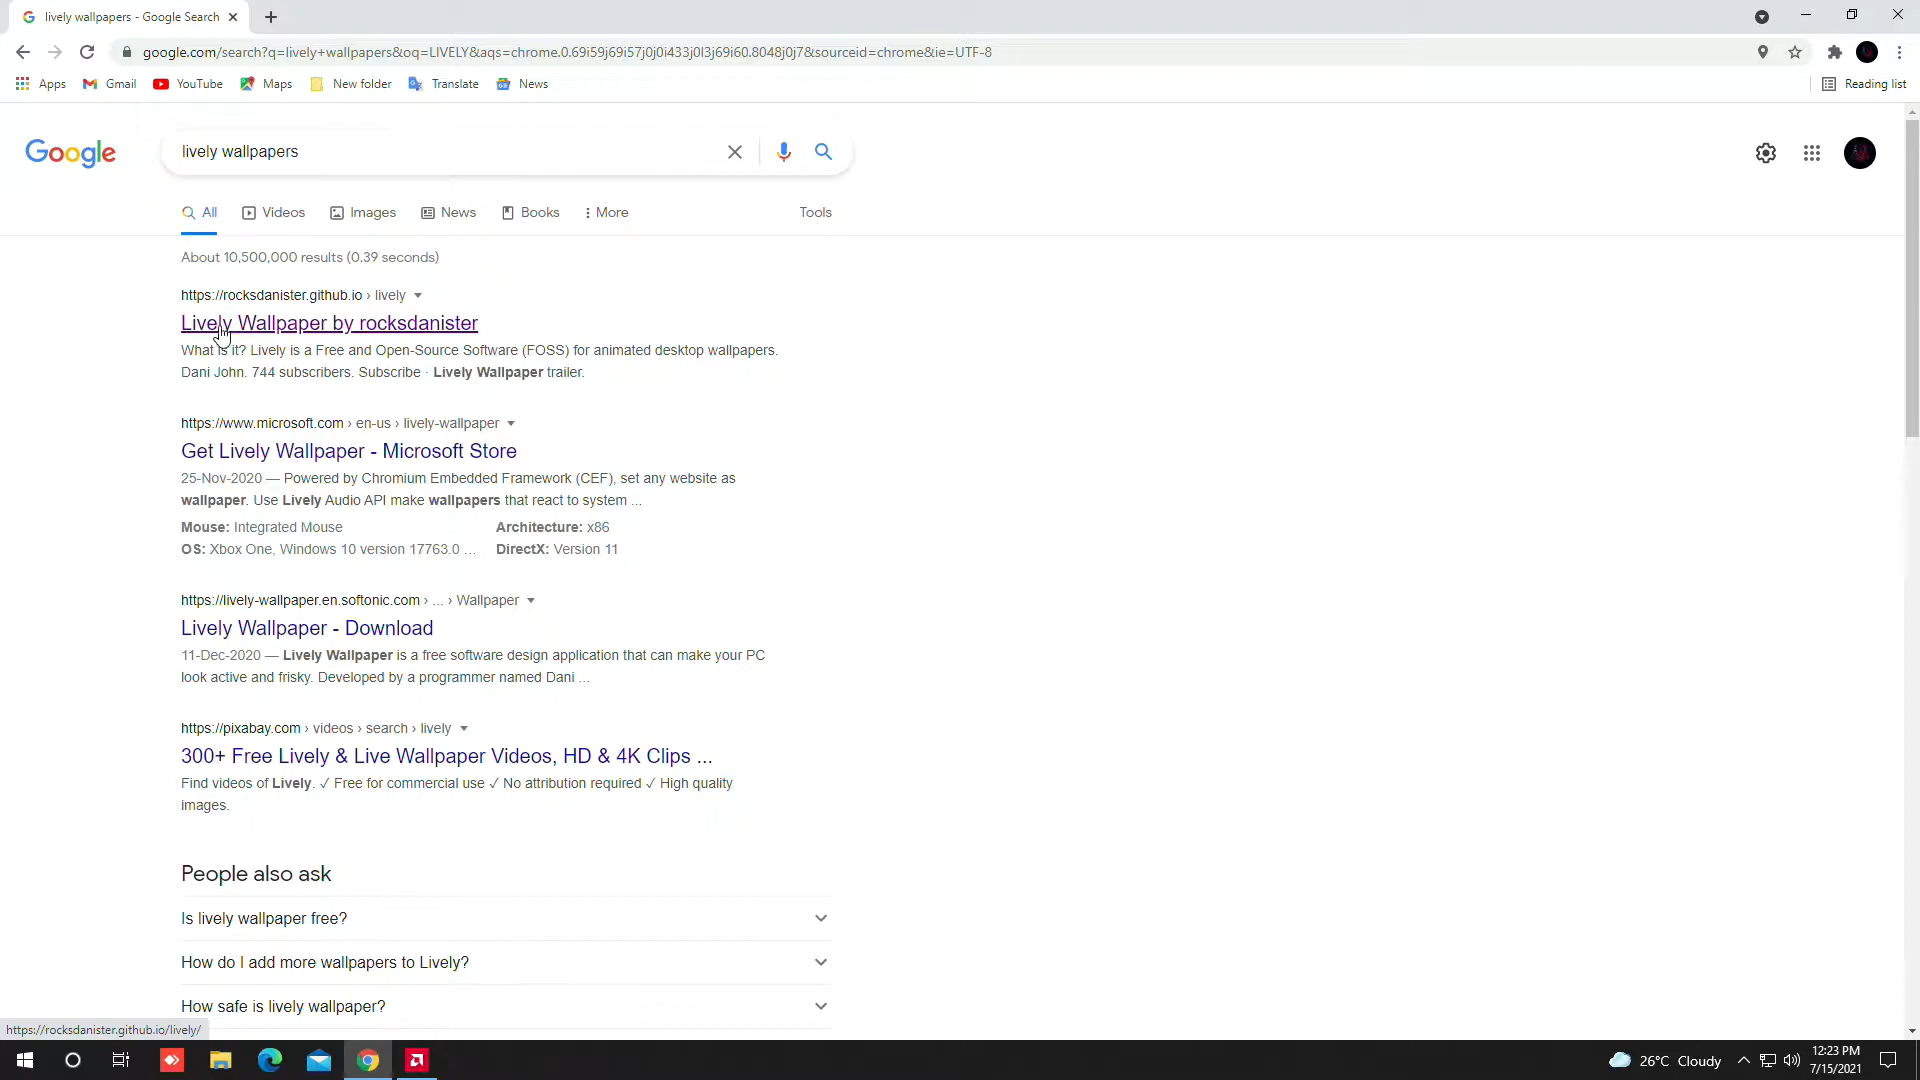 lively wallpapers - Google Search
google.com/search?q=lively+wallpapers&oq=LIVELY&aqs=chrome.0.69i59j69i57j0j0i433j0l3j69i60.8048j0j7&sourceid=chrome&ie=UTF-8
Apps Gmail YouTube Maps New folder Translate News Reading list
Google lively wallpapers
All Videos Images News Books More Tools
About 10,500,000 results (0.39 seconds)
https://rocksdanister.github.io › lively
Lively Wallpaper by rocksdanister
What is it? Lively is a Free and Open-Source Software (FOSS) for animated desktop wallpapers.
Dani John. 744 subscribers. Subscribe · Lively Wallpaper trailer.
https://www.microsoft.com › en-us › lively-wallpaper
Get Lively Wallpaper - Microsoft Store
25-Nov-2020 — Powered by Chromium Embedded Framework (CEF), set any website as
wallpaper. Use Lively Audio API make wallpapers that react to system ...
Mouse: Integrated Mouse Architecture: x86
OS: Xbox One, Windows 10 version 17763.0 ... DirectX: Version 11
https://lively-wallpaper.en.softonic.com › ... › Wallpaper
Lively Wallpaper - Download
11-Dec-2020 — Lively Wallpaper is a free software design application that can make your PC
look active and frisky. Developed by a programmer named Dani ...
https://pixabay.com › videos › search › lively
300+ Free Lively & Live Wallpaper Videos, HD & 4K Clips ...
Find videos of Lively. ✓ Free for commercial use ✓ No attribution required ✓ High quality
images.
People also ask
Is lively wallpaper free?
How do I add more wallpapers to Lively?
How safe is lively wallpaper?
https://rocksdanister.github.io/lively/
26°C Cloudy
12:23 PM
7/15/2021